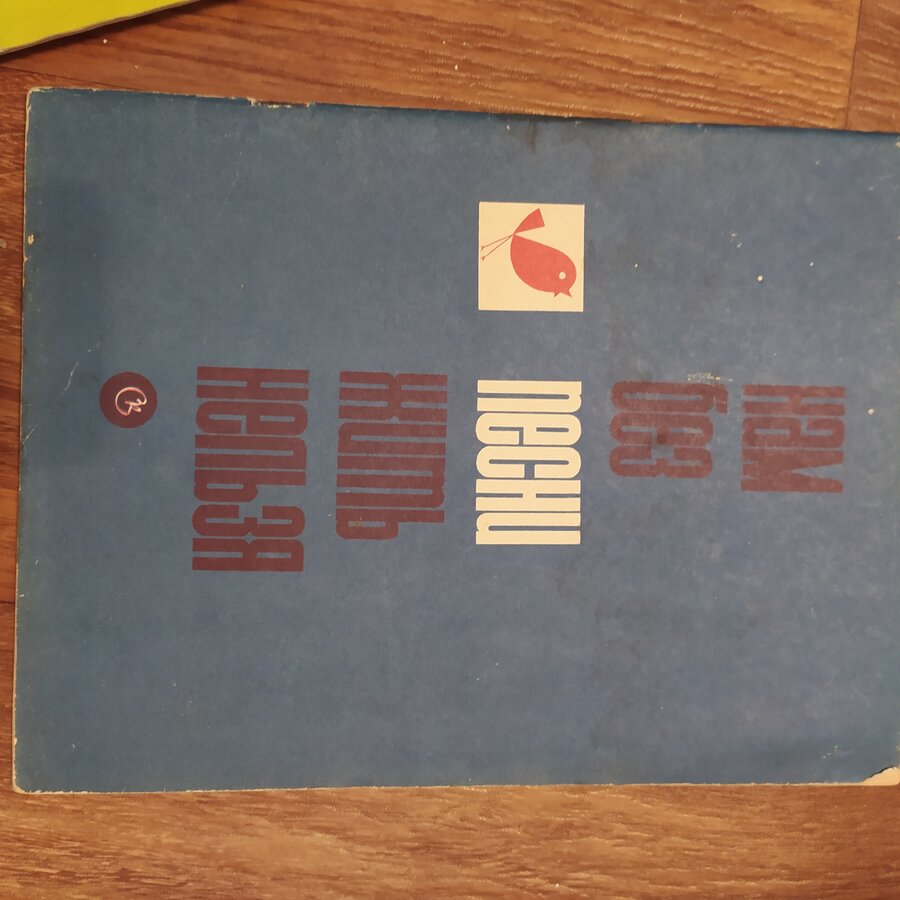 нам
без
песни
жить
нельзя